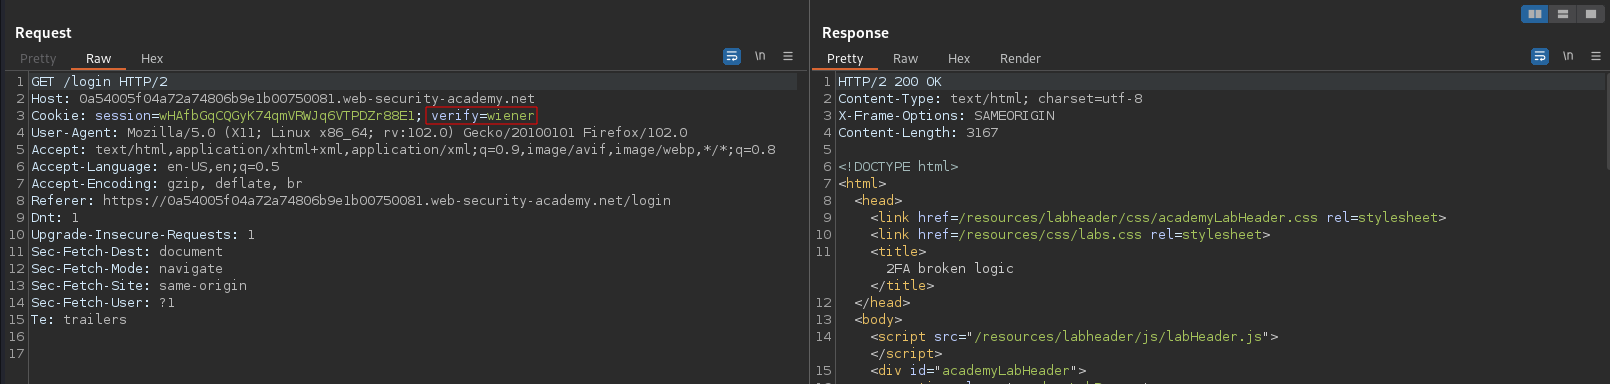 Request
Pretty Raw Hex \n
1 GET /login HTTP/2
2 Host: 0a54005f04a72a74806b9e1b00750081.web-security-academy.net
3 Cookie: session=wHAfbGqCQGyK74qmVRWJq6VTPDZr88El; verify=wiener
4 User-Agent: Mozilla/5.0 (X11; Linux x86_64; rv:102.0) Gecko/20100101 Firefox/102.0
5 Accept: text/html,application/xhtml+xml,application/xml;q=0.9,image/avif,image/webp,*/*;q=0.8
6 Accept-Language: en-US,en;q=0.5
7 Accept-Encoding: gzip, deflate, br
8 Referer: https://0a54005f04a72a74806b9e1b00750081.web-security-academy.net/login
9 Dnt: 1
10 Upgrade-Insecure-Requests: 1
11 Sec-Fetch-Dest: document
12 Sec-Fetch-Mode: navigate
13 Sec-Fetch-Site: same-origin
14 Sec-Fetch-User: ?1
15 Te: trailers
16
17
Response
Pretty Raw Hex Render \n
1 HTTP/2 200 OK
2 Content-Type: text/html; charset=utf-8
3 X-Frame-Options: SAMEORIGIN
4 Content-Length: 3167
5
6 <!DOCTYPE html>
7 <html>
8 <head>
9 <link href=/resources/labheader/css/academyLabHeader.css rel=stylesheet>
10 <link href=/resources/css/labs.css rel=stylesheet>
11 <title>
2FA broken logic
</title>
12 </head>
13 <body>
14 <script src="/resources/labheader/js/labHeader.js">
</script>
15 <div id="academyLabHeader">